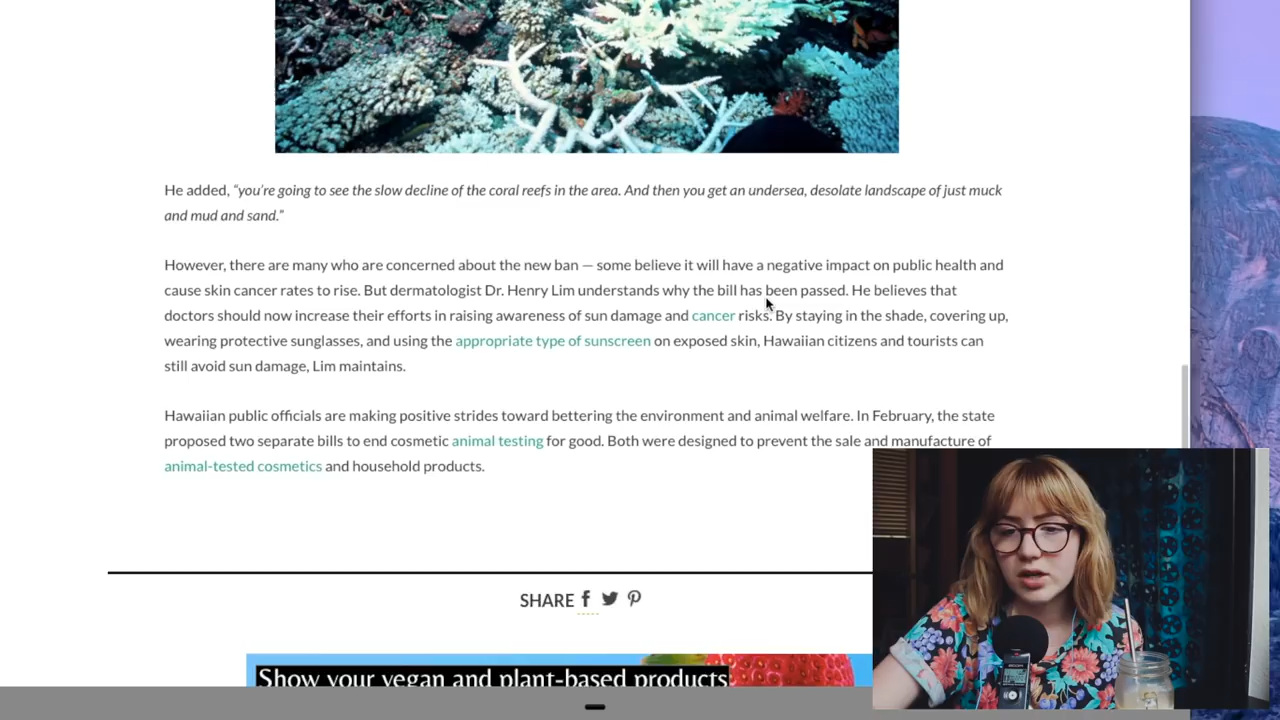 He added, “you’re going to see the slow decline of the coral reefs in the area. And then you get an undersea, desolate landscape of just muck
and mud and sand.”
However, there are many who are concerned about the new ban — some believe it will have a negative impact on public health and
cause skin cancer rates to rise. But dermatologist Dr. Henry Lim understands why the bill has been passed. He believes that
doctors should now increase their efforts in raising awareness of sun damage and cancer risks. By staying in the shade, covering up,
wearing protective sunglasses, and using the appropriate type of sunscreen on exposed skin, Hawaiian citizens and tourists can
still avoid sun damage, Lim maintains.
Hawaiian public officials are making positive strides toward bettering the environment and animal welfare. In February, the state
proposed two separate bills to end cosmetic animal testing for good. Both were designed to prevent the sale and manufacture of
animal-tested cosmetics and household products.
SHARE
Show your vegan and plant-based products